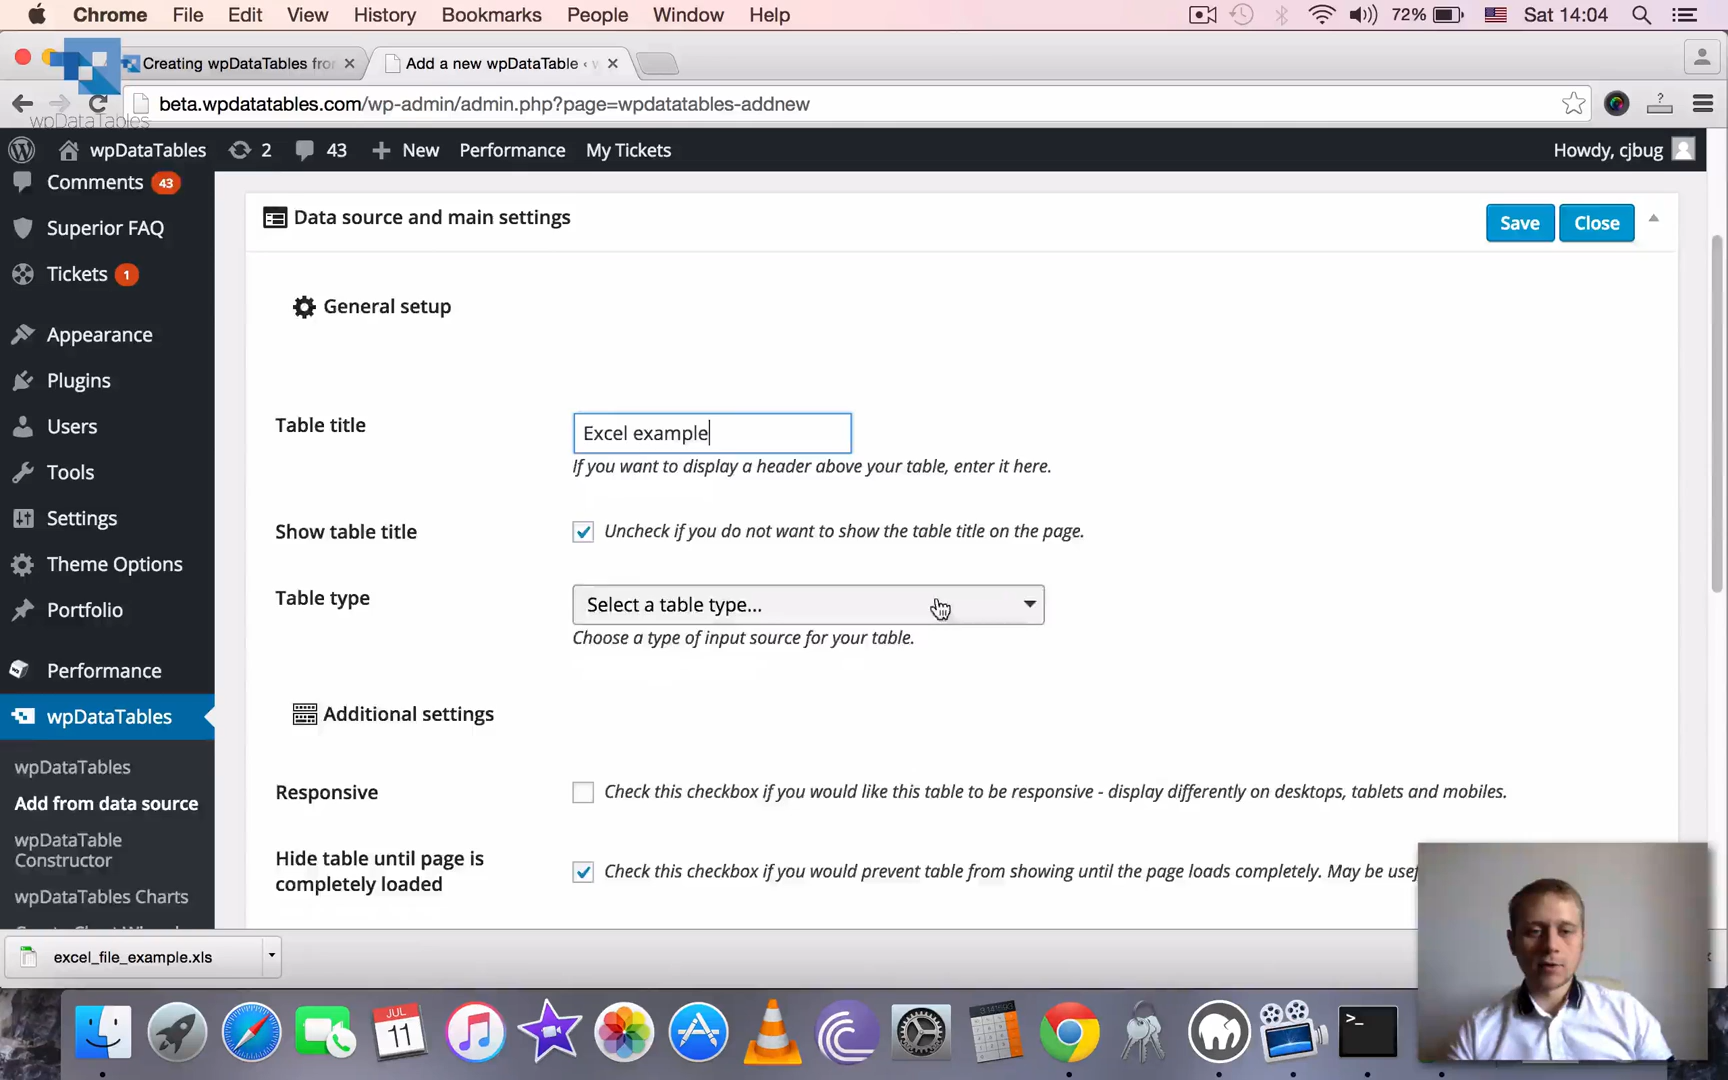 Chrome File Edit View History Bookmarks People Window Help 72% Sat 14:04
Creating wpDataTables fro
Add a new wpDataTable ‹ w
beta.wpdatatables.com/wp-admin/admin.php?page=wpdatatables-addnew
wpDataTables
wpDataTables 2 43 New Performance My Tickets Howdy, cjbug
Comments 43
Superior FAQ
Tickets 1
Appearance
Plugins
Users
Tools
Settings
Theme Options
Portfolio
Performance
wpDataTables
wpDataTables
Add from data source
wpDataTable
Constructor
wpDataTables Charts
Data source and main settings
Save Close
General setup
Table title
Excel example
If you want to display a header above your table, enter it here.
Show table title
Uncheck if you do not want to show the table title on the page.
Table type
Select a table type...
Choose a type of input source for your table.
Additional settings
Responsive
Check this checkbox if you would like this table to be responsive - display differently on desktops, tablets and mobiles.
Hide table until page is
completely loaded
Check this checkbox if you would prevent table from showing until the page loads completely. May be usef
excel_file_example.xls
JUL
11